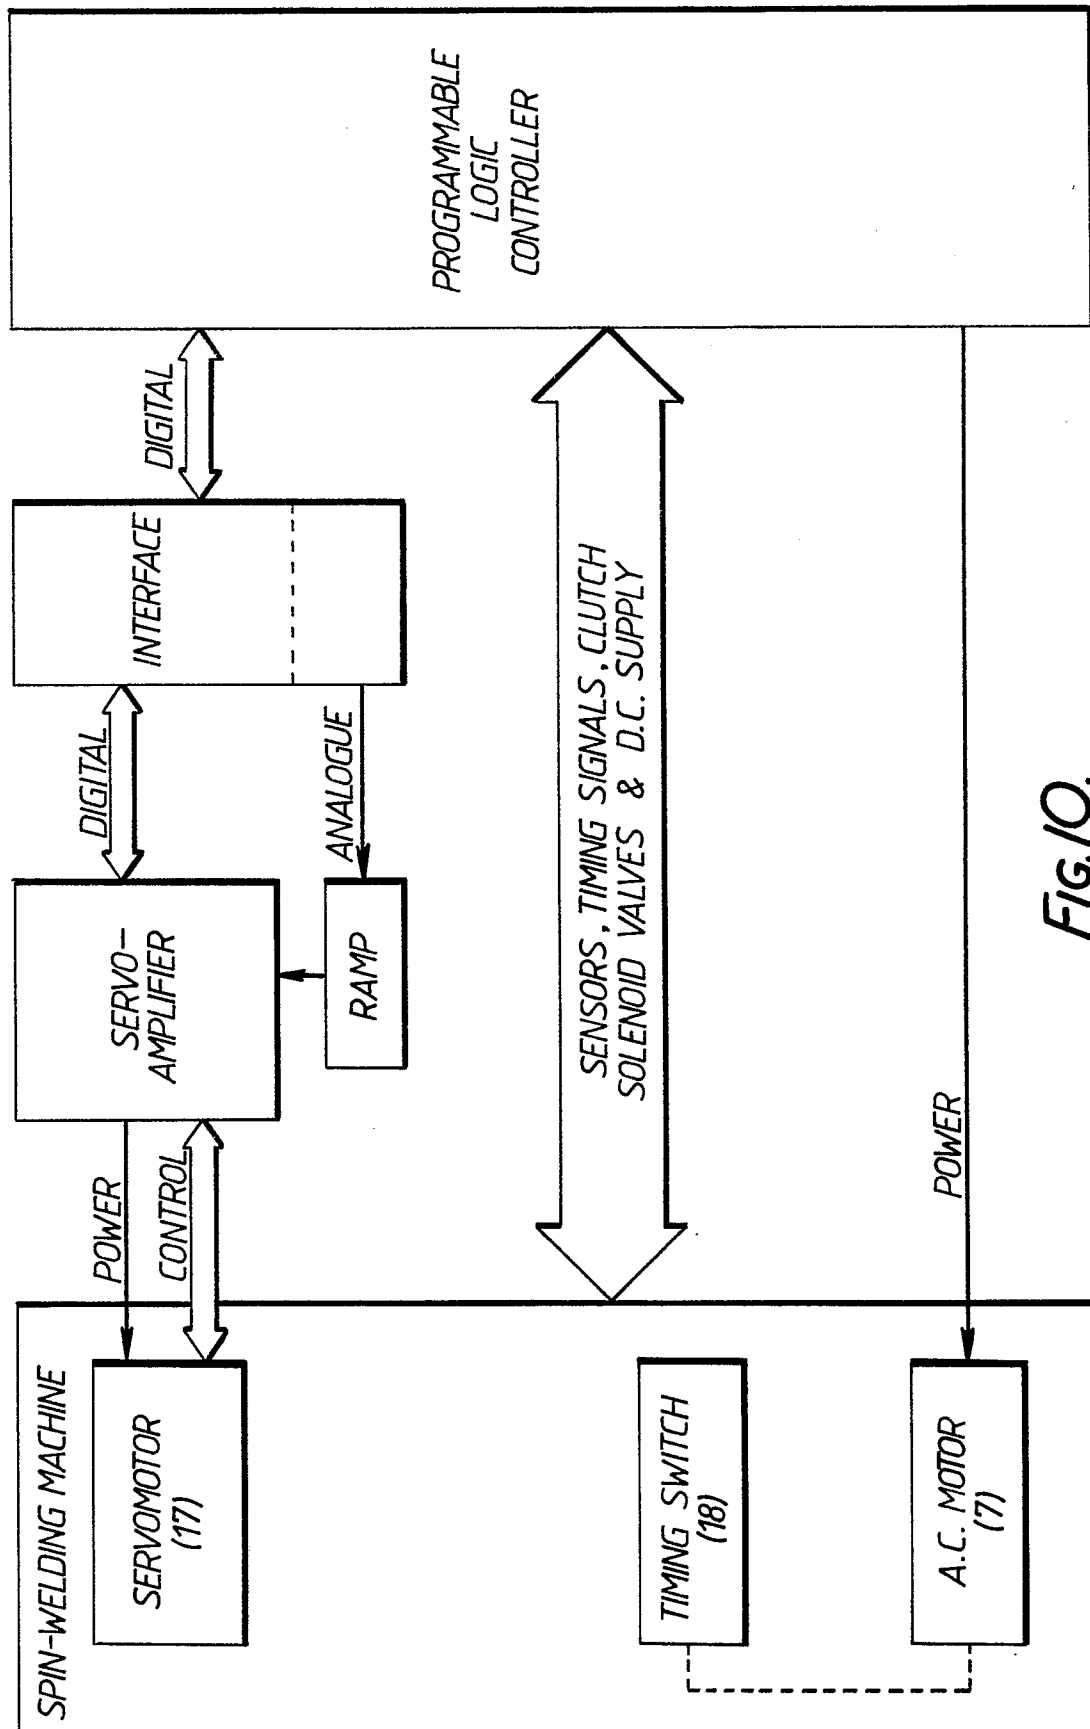 SPIN-WELDING MACHINE
SERVOMOTOR
(17)
TIMING SWITCH
(18)
A.C. MOTOR
(7)
POWER
CONTROL
SERVO-
AMPLIFIER
RAMP
DIGITAL
ANALOGUE
INTERFACE
DIGITAL
SENSORS, TIMING SIGNALS, CLUTCH
SOLENOID VALVES & D.C. SUPPLY
POWER
PROGRAMMABLE
LOGIC
CONTROLLER
FIG.10.